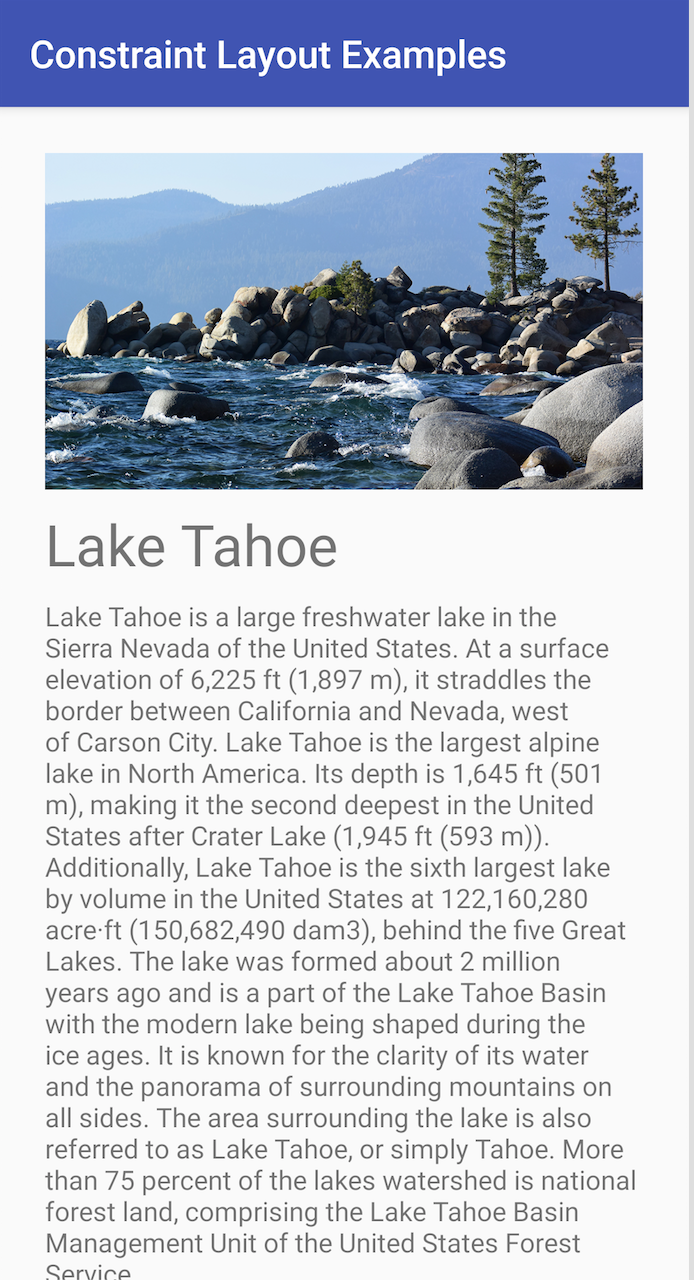 Constraint Layout Examples
Lake Tahoe
Lake Tahoe is a large freshwater lake in the
Sierra Nevada of the United States. At a surface
elevation of 6,225 ft (1,897 m), it straddles the
border between California and Nevada, west
of Carson City. Lake Tahoe is the largest alpine
lake in North America. Its depth is 1,645 ft (501
m), making it the second deepest in the United
States after Crater Lake (1,945 ft (593 m)).
Additionally, Lake Tahoe is the sixth largest lake
by volume in the United States at 122,160,280
acre·ft (150,682,490 dam3), behind the five Great
Lakes. The lake was formed about 2 million
years ago and is a part of the Lake Tahoe Basin
with the modern lake being shaped during the
ice ages. It is known for the clarity of its water
and the panorama of surrounding mountains on
all sides. The area surrounding the lake is also
referred to as Lake Tahoe, or simply Tahoe. More
than 75 percent of the lakes watershed is national
forest land, comprising the Lake Tahoe Basin
Management Unit of the United States Forest
Service